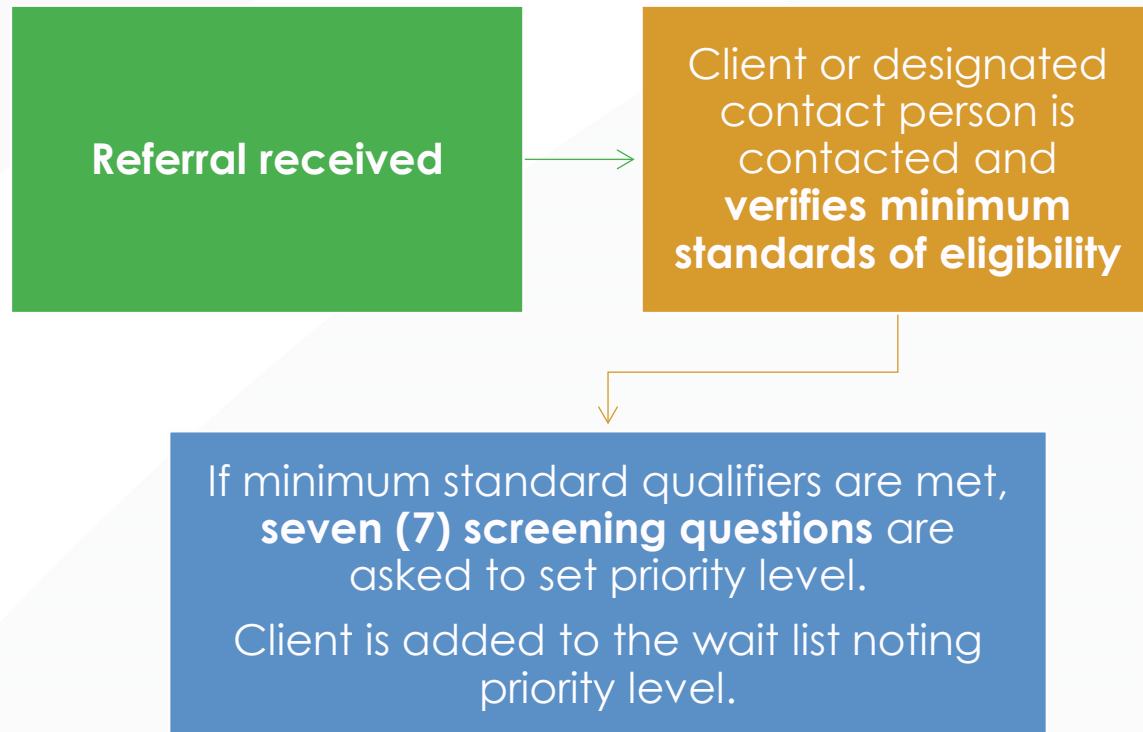 Referral received
Client or designated
contact person is
contacted and
verifies minimum
standards of eligibility
If minimum standard qualifiers are met,
seven (7) screening questions are
asked to set priority level.
Client is added to the wait list noting
priority level.